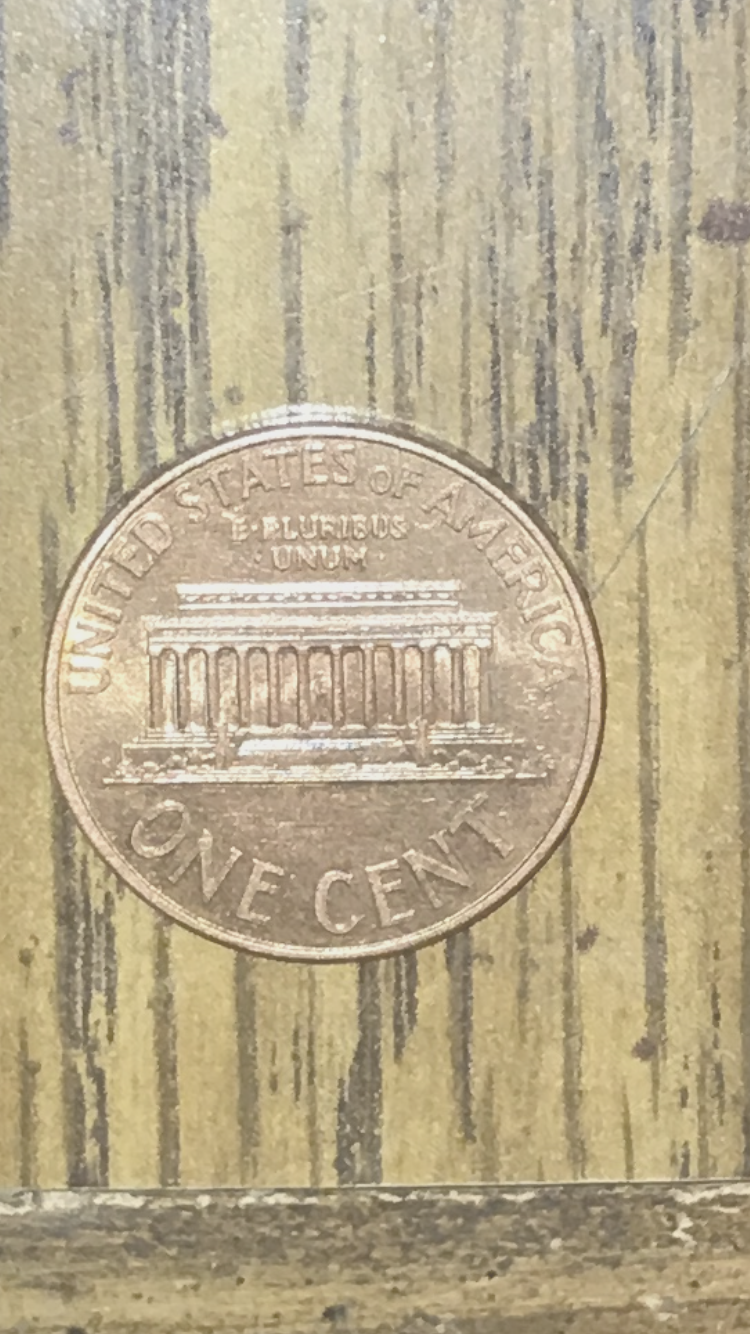 UNITED STATES OF AMERICA
E·PLURIBUS
·UNUM·
ONE CENT